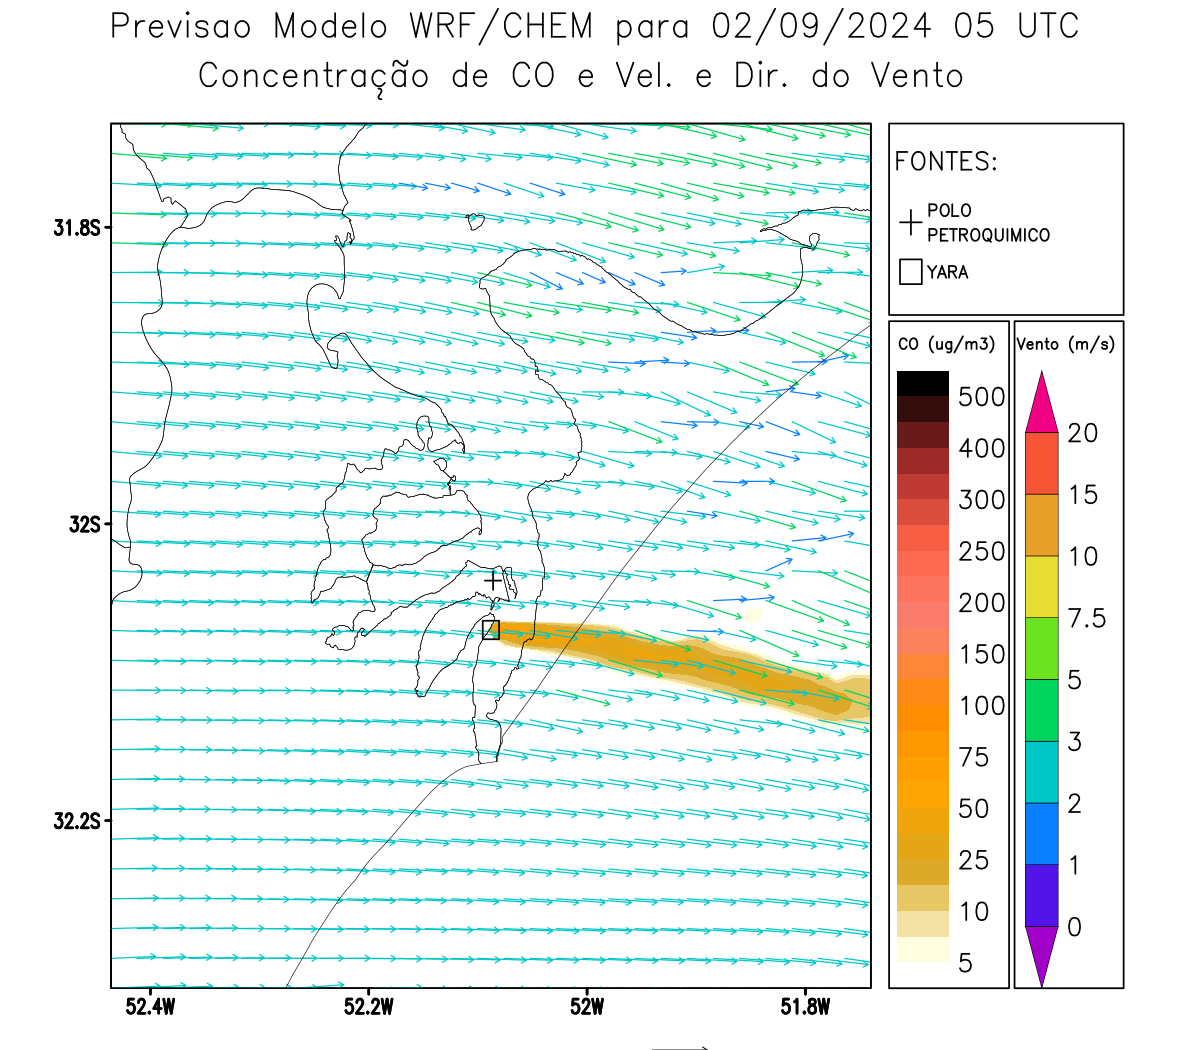 Previsao Modelo WRF/CHEM para 02/09/2024 05 UTC
Concentração de CO e Vel. e Dir. do Vento
FONTES:
POLO
PETROQUIMICO
YARA
31.8S
32S
32.2S
52.4W
52.2W
52W
51.8W
CO (ug/m3)
500
400
300
250
200
150
100
75
50
25
10
5
Vento (m/s)
20
15
10
7.5
5
3
2
1
0